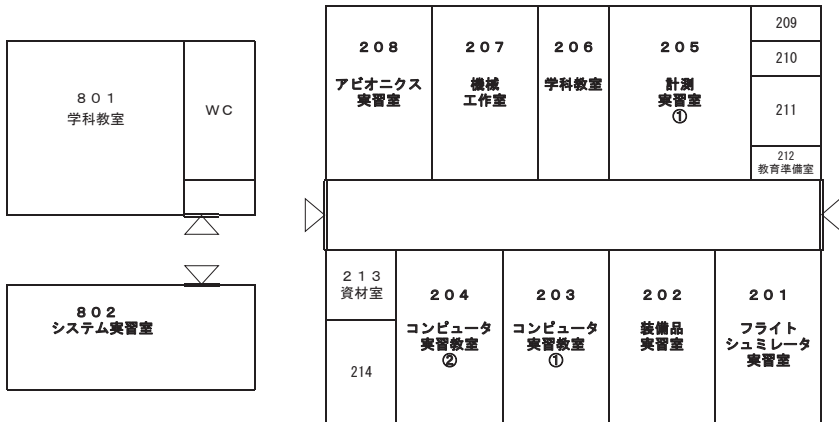 ８０１
学科教室
ＷＣ
８０２
システム実習室
２０８
アビオニクス
実習室
２０７
機械
工作室
２０６
学科教室
２０５
計測
実習室
①
209
210
211
212
教育準備室
２１３
資材室
214
２０４
コンピュータ
実習教室
②
２０３
コンピュータ
実習教室
①
２０２
装備品
実習室
２０１
フライト
シュミレータ
実習室